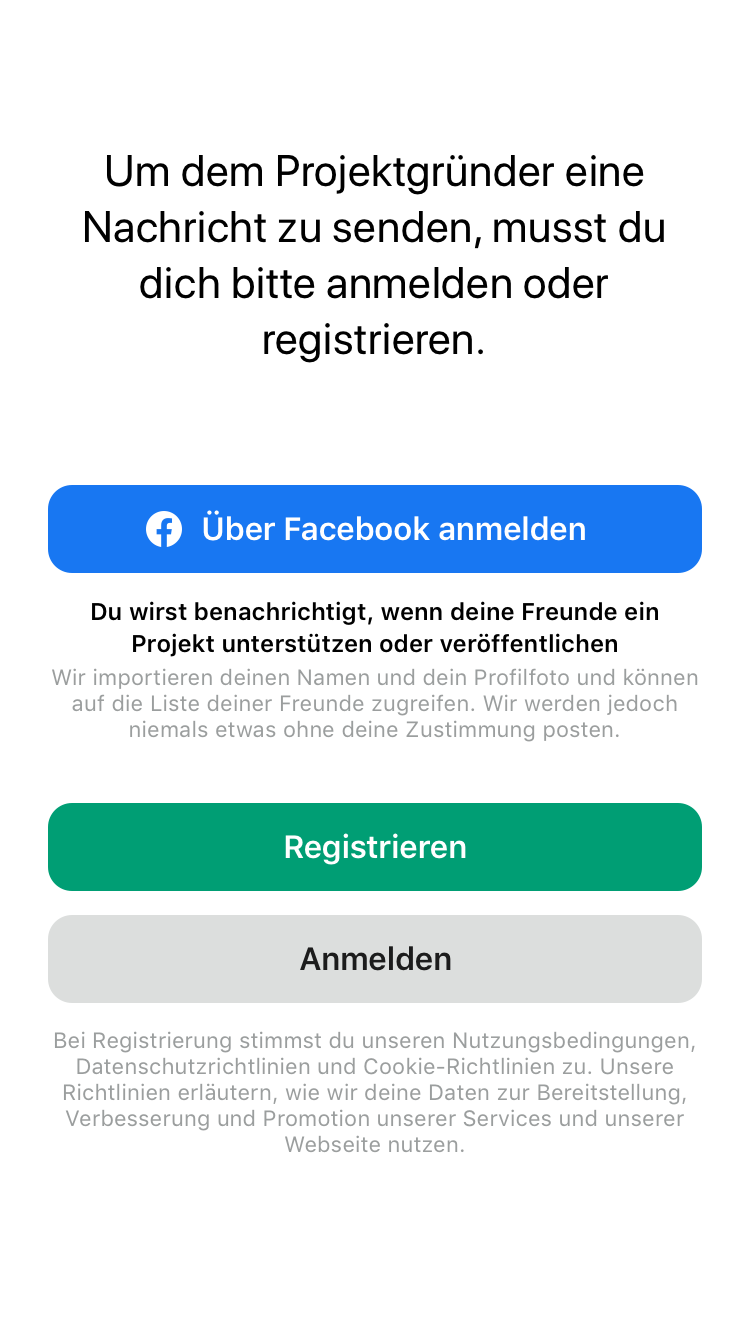 Um dem Projektgründer eine
Nachricht zu senden, musst du
dich bitte anmelden oder
registrieren.
Über Facebook anmelden
Du wirst benachrichtigt, wenn deine Freunde ein
Projekt unterstützen oder veröffentlichen
Wir importieren deinen Namen und dein Profilfoto und können
auf die Liste deiner Freunde zugreifen. Wir werden jedoch
niemals etwas ohne deine Zustimmung posten.
Registrieren
Anmelden
Bei Registrierung stimmst du unseren Nutzungsbedingungen,
Datenschutzrichtlinien und Cookie-Richtlinien zu. Unsere
Richtlinien erläutern, wie wir deine Daten zur Bereitstellung,
Verbesserung und Promotion unserer Services und unserer
Webseite nutzen.